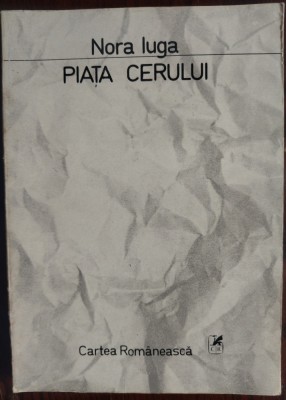 Nora Iuga
PIAȚA CERULUI
Cartea Românească